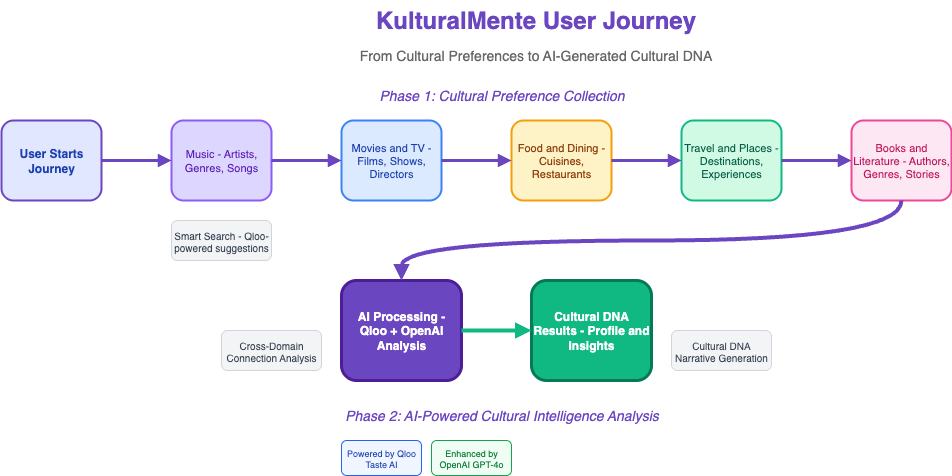 KulturalMente User Journey
From Cultural Preferences to AI-Generated Cultural DNA
Phase 1: Cultural Preference Collection
User Starts
Journey
Music - Artists,
Genres, Songs
Movies and TV -
Films, Shows,
Directors
Food and Dining -
Cuisines,
Restaurants
Travel and Places -
Destinations,
Experiences
Books and
Literature - Authors,
Genres, Stories
Smart Search - Qloo-
powered suggestions
AI Processing -
Qloo + OpenAI
Analysis
Cultural DNA
Results - Profile and
Insights
Cross-Domain
Connection Analysis
Cultural DNA
Narrative Generation
Phase 2: AI-Powered Cultural Intelligence Analysis
Powered by Qloo
Taste AI
Enhanced by
OpenAI GPT-4o